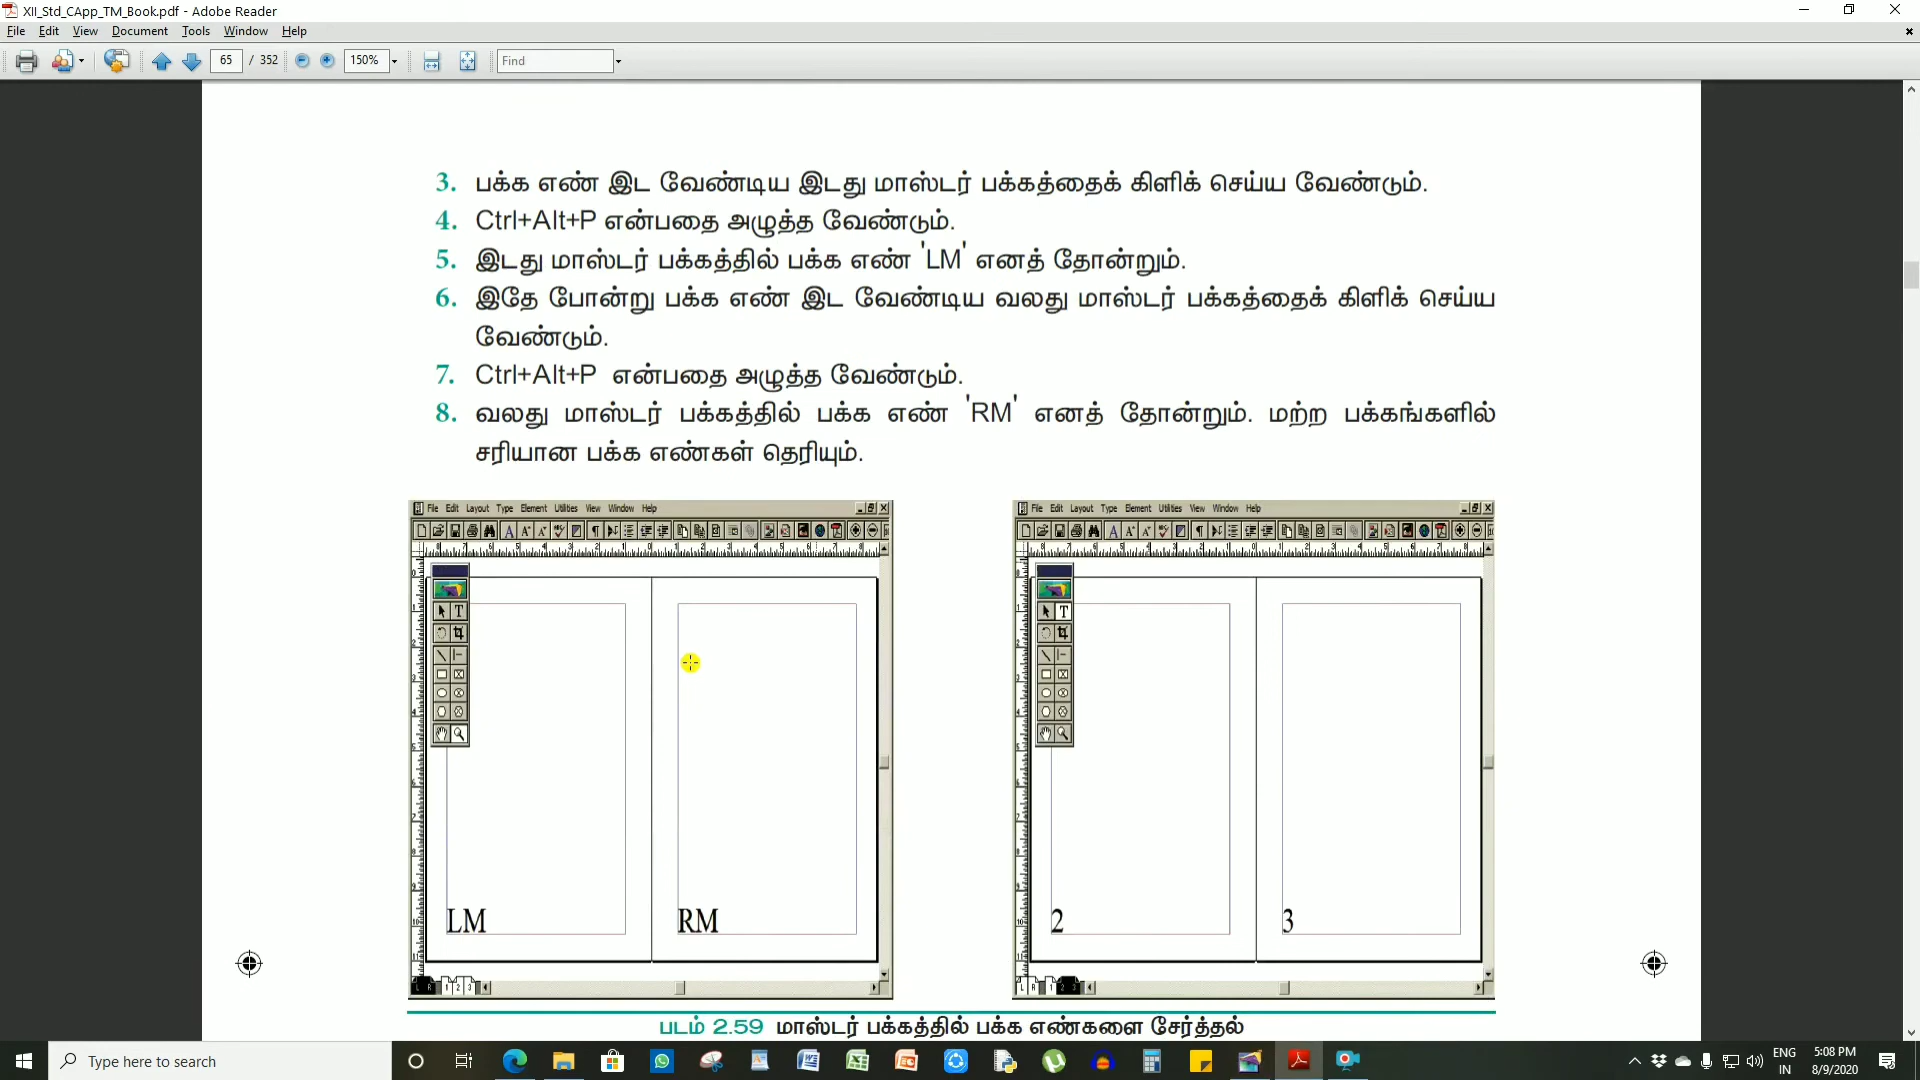 XII_Std_CApp_TM_Book.pdf - Adobe Reader
File Edit View Document Tools Window Help
65 / 352 150% Find
3. பக்க எண் இட வேண்டிய இடது மாஸ்டர் பக்கத்தைக் கிளிக் செய்ய வேண்டும்.
4. Ctrl+Alt+P என்பதை அழுத்த வேண்டும்.
5. இடது மாஸ்டர் பக்கத்தில் பக்க எண் 'LM' எனத் தோன்றும்.
6. இதே போன்று பக்க எண் இட வேண்டிய வலது மாஸ்டர் பக்கத்தைக் கிளிக் செய்ய
வேண்டும்.
7. Ctrl+Alt+P என்பதை அழுத்த வேண்டும்.
8. வலது மாஸ்டர் பக்கத்தில் பக்க எண் 'RM' எனத் தோன்றும். மற்ற பக்கங்களில்
சரியான பக்க எண்கள் தெரியும்.
File Edit Layout Type Element Utilities View Window Help
LM RM
L R 1 2 3
File Edit Layout Type Element Utilities View Window Help
2 3
L R 1 2 3
படம் 2.59 மாஸ்டர் பக்கத்தில் பக்க எண்களை சேர்த்தல்
Type here to search
ENG
IN
5:08 PM
8/9/2020